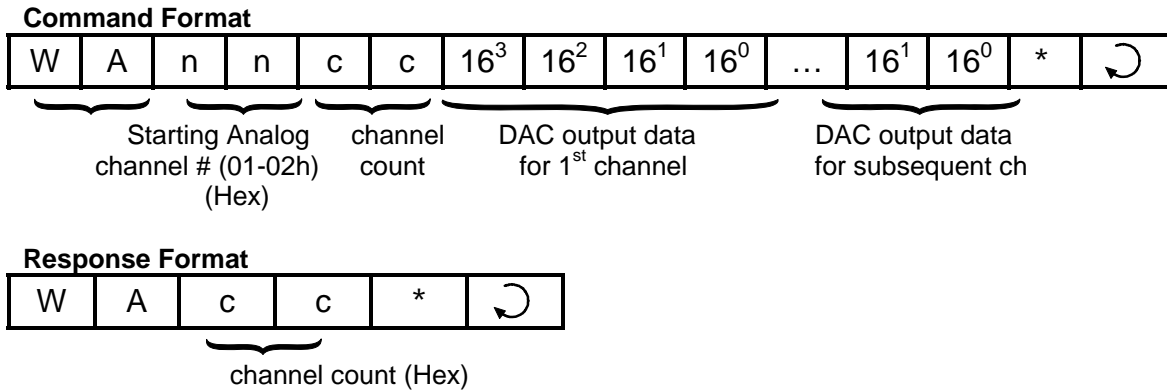 Command Format
W A n n c c 16³ 16² 16¹ 16⁰ … 16¹ 16⁰ *
Starting Analog channel DAC output data DAC output data
channel # (01-02h) count for 1st channel for subsequent ch
(Hex)
Response Format
W A c c *
channel count (Hex)